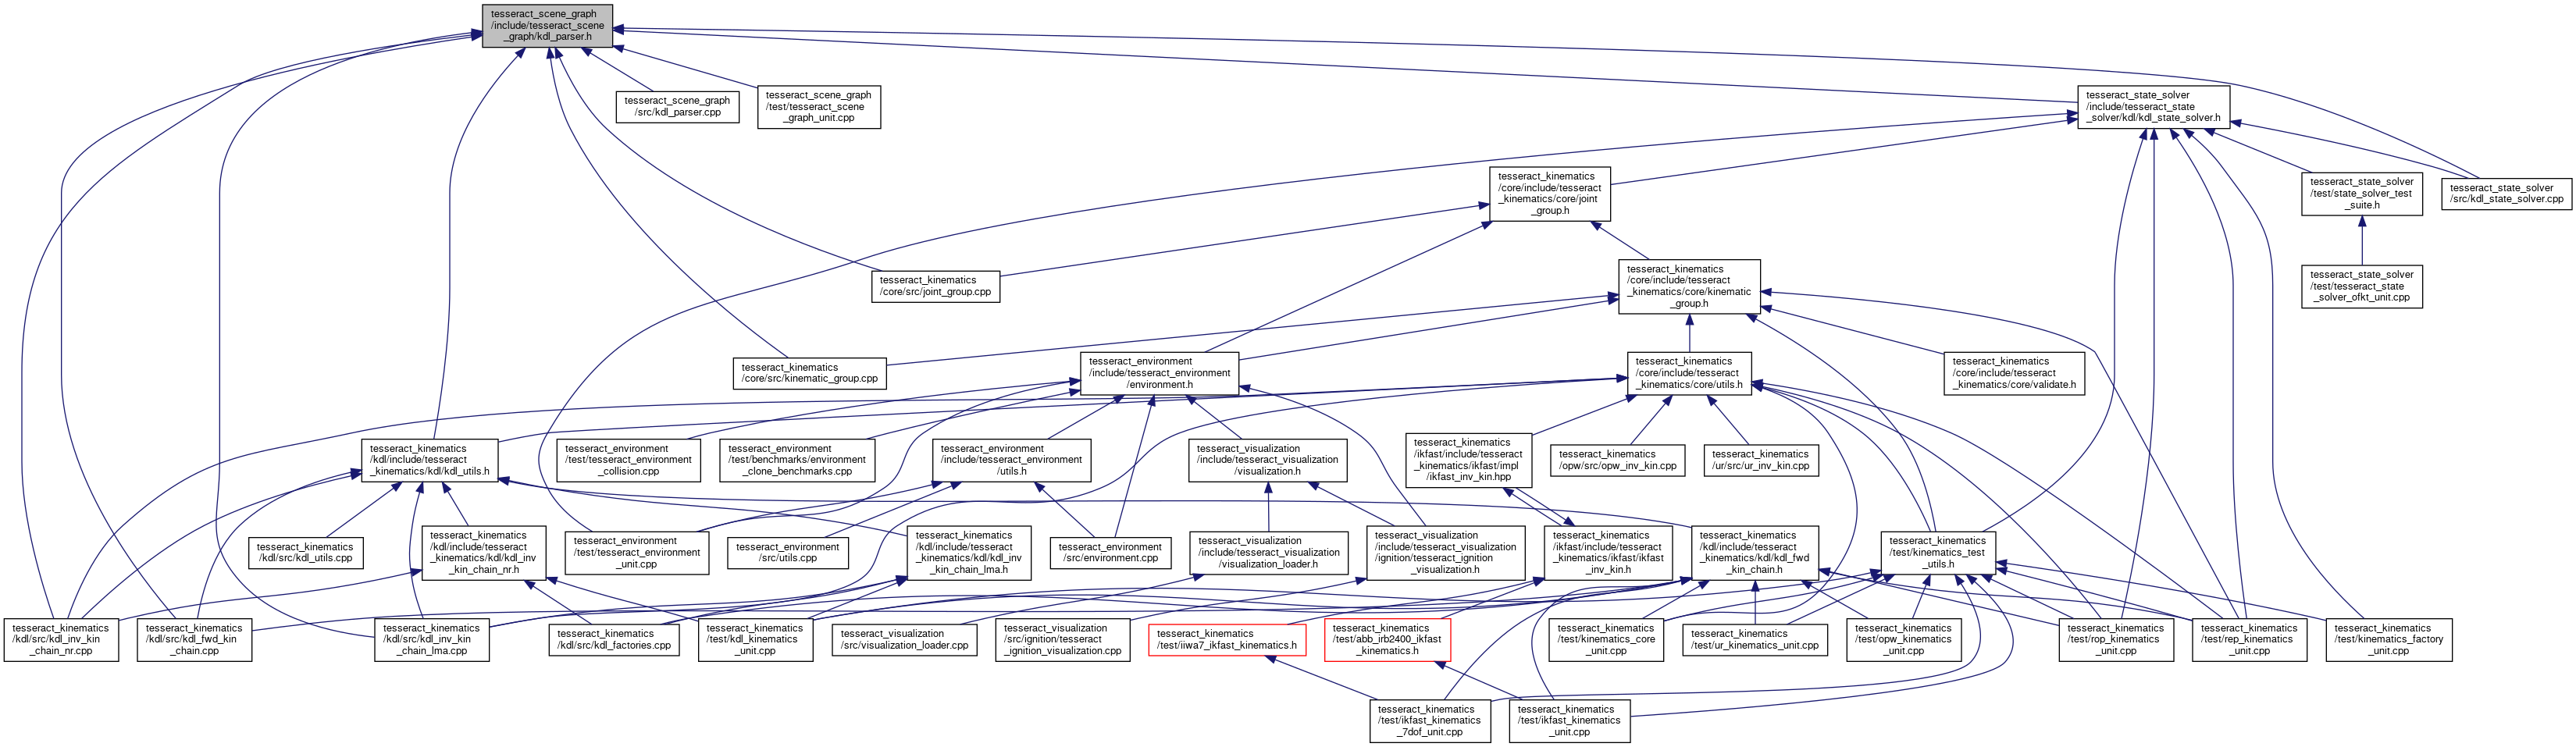 tesseract_scene_graph
/include/tesseract_scene
_graph/kdl_parser.h
tesseract_scene_graph
/src/kdl_parser.cpp
tesseract_scene_graph
/test/tesseract_scene
_graph_unit.cpp
tesseract_state_solver
/include/tesseract_state
_solver/kdl/kdl_state_solver.h
tesseract_kinematics
/core/include/tesseract
_kinematics/core/joint
_group.h
tesseract_state_solver
/test/state_solver_test
_suite.h
tesseract_state_solver
/src/kdl_state_solver.cpp
tesseract_kinematics
/core/src/joint_group.cpp
tesseract_kinematics
/core/include/tesseract
_kinematics/core/kinematic
_group.h
tesseract_state_solver
/test/tesseract_state
_solver_ofkt_unit.cpp
tesseract_kinematics
/core/src/kinematic_group.cpp
tesseract_environment
/include/tesseract_environment
/environment.h
tesseract_kinematics
/core/include/tesseract
_kinematics/core/utils.h
tesseract_kinematics
/core/include/tesseract
_kinematics/core/validate.h
tesseract_kinematics
/kdl/include/tesseract
_kinematics/kdl/kdl_utils.h
tesseract_environment
/test/tesseract_environment
_collision.cpp
tesseract_environment
/test/benchmarks/environment
_clone_benchmarks.cpp
tesseract_environment
/include/tesseract_environment
/utils.h
tesseract_visualization
/include/tesseract_visualization
/visualization.h
tesseract_kinematics
/ikfast/include/tesseract
_kinematics/ikfast/impl
/ikfast_inv_kin.hpp
tesseract_kinematics
/opw/src/opw_inv_kin.cpp
tesseract_kinematics
/ur/src/ur_inv_kin.cpp
tesseract_kinematics
/kdl/src/kdl_utils.cpp
tesseract_kinematics
/kdl/include/tesseract
_kinematics/kdl/kdl_inv
_kin_chain_nr.h
tesseract_environment
/test/tesseract_environment
_unit.cpp
tesseract_environment
/src/utils.cpp
tesseract_kinematics
/kdl/include/tesseract
_kinematics/kdl/kdl_inv
_kin_chain_lma.h
tesseract_environment
/src/environment.cpp
tesseract_visualization
/include/tesseract_visualization
/visualization_loader.h
tesseract_visualization
/include/tesseract_visualization
/ignition/tesseract_ignition
_visualization.h
tesseract_kinematics
/ikfast/include/tesseract
_kinematics/ikfast/ikfast
_inv_kin.h
tesseract_kinematics
/kdl/include/tesseract
_kinematics/kdl/kdl_fwd
_kin_chain.h
tesseract_kinematics
/test/kinematics_test
_utils.h
tesseract_kinematics
/kdl/src/kdl_inv_kin
_chain_nr.cpp
tesseract_kinematics
/kdl/src/kdl_fwd_kin
_chain.cpp
tesseract_kinematics
/kdl/src/kdl_inv_kin
_chain_lma.cpp
tesseract_kinematics
/kdl/src/kdl_factories.cpp
tesseract_kinematics
/test/kdl_kinematics
_unit.cpp
tesseract_visualization
/src/visualization_loader.cpp
tesseract_visualization
/src/ignition/tesseract
_ignition_visualization.cpp
tesseract_kinematics
/test/iiwa7_ikfast_kinematics.h
tesseract_kinematics
/test/abb_irb2400_ikfast
_kinematics.h
tesseract_kinematics
/test/kinematics_core
_unit.cpp
tesseract_kinematics
/test/ur_kinematics_unit.cpp
tesseract_kinematics
/test/opw_kinematics
_unit.cpp
tesseract_kinematics
/test/rop_kinematics
_unit.cpp
tesseract_kinematics
/test/rep_kinematics
_unit.cpp
tesseract_kinematics
/test/kinematics_factory
_unit.cpp
tesseract_kinematics
/test/ikfast_kinematics
_7dof_unit.cpp
tesseract_kinematics
/test/ikfast_kinematics
_unit.cpp